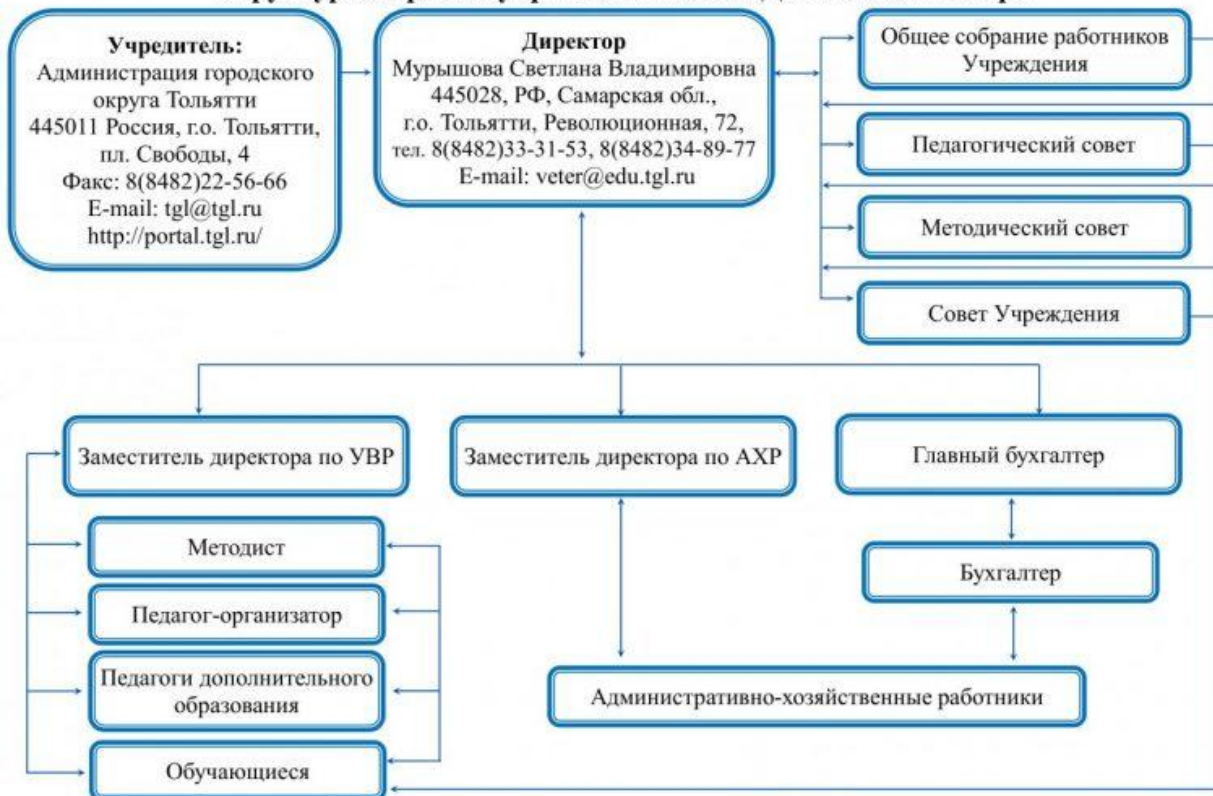 Учредитель:
Администрация городского
округа Тольятти
445011 Россия, г.о. Тольятти,
пл. Свободы, 4
Факс: 8(8482)22-56-66
E-mail: tgl@tgl.ru
http://portal.tgl.ru/
Директор
Мурышова Светлана Владимировна
445028, РФ, Самарская обл.,
г.о. Тольятти, Революционная, 72,
тел. 8(8482)33-31-53, 8(8482)34-89-77
E-mail: veter@edu.tgl.ru
Общее собрание работников
Учреждения
Педагогический совет
Методический совет
Совет Учреждения
Заместитель директора по УВР
Заместитель директора по АХР
Главный бухгалтер
Методист
Педагог-организатор
Педагоги дополнительного
образования
Обучающиеся
Бухгалтер
Административно-хозяйственные работники